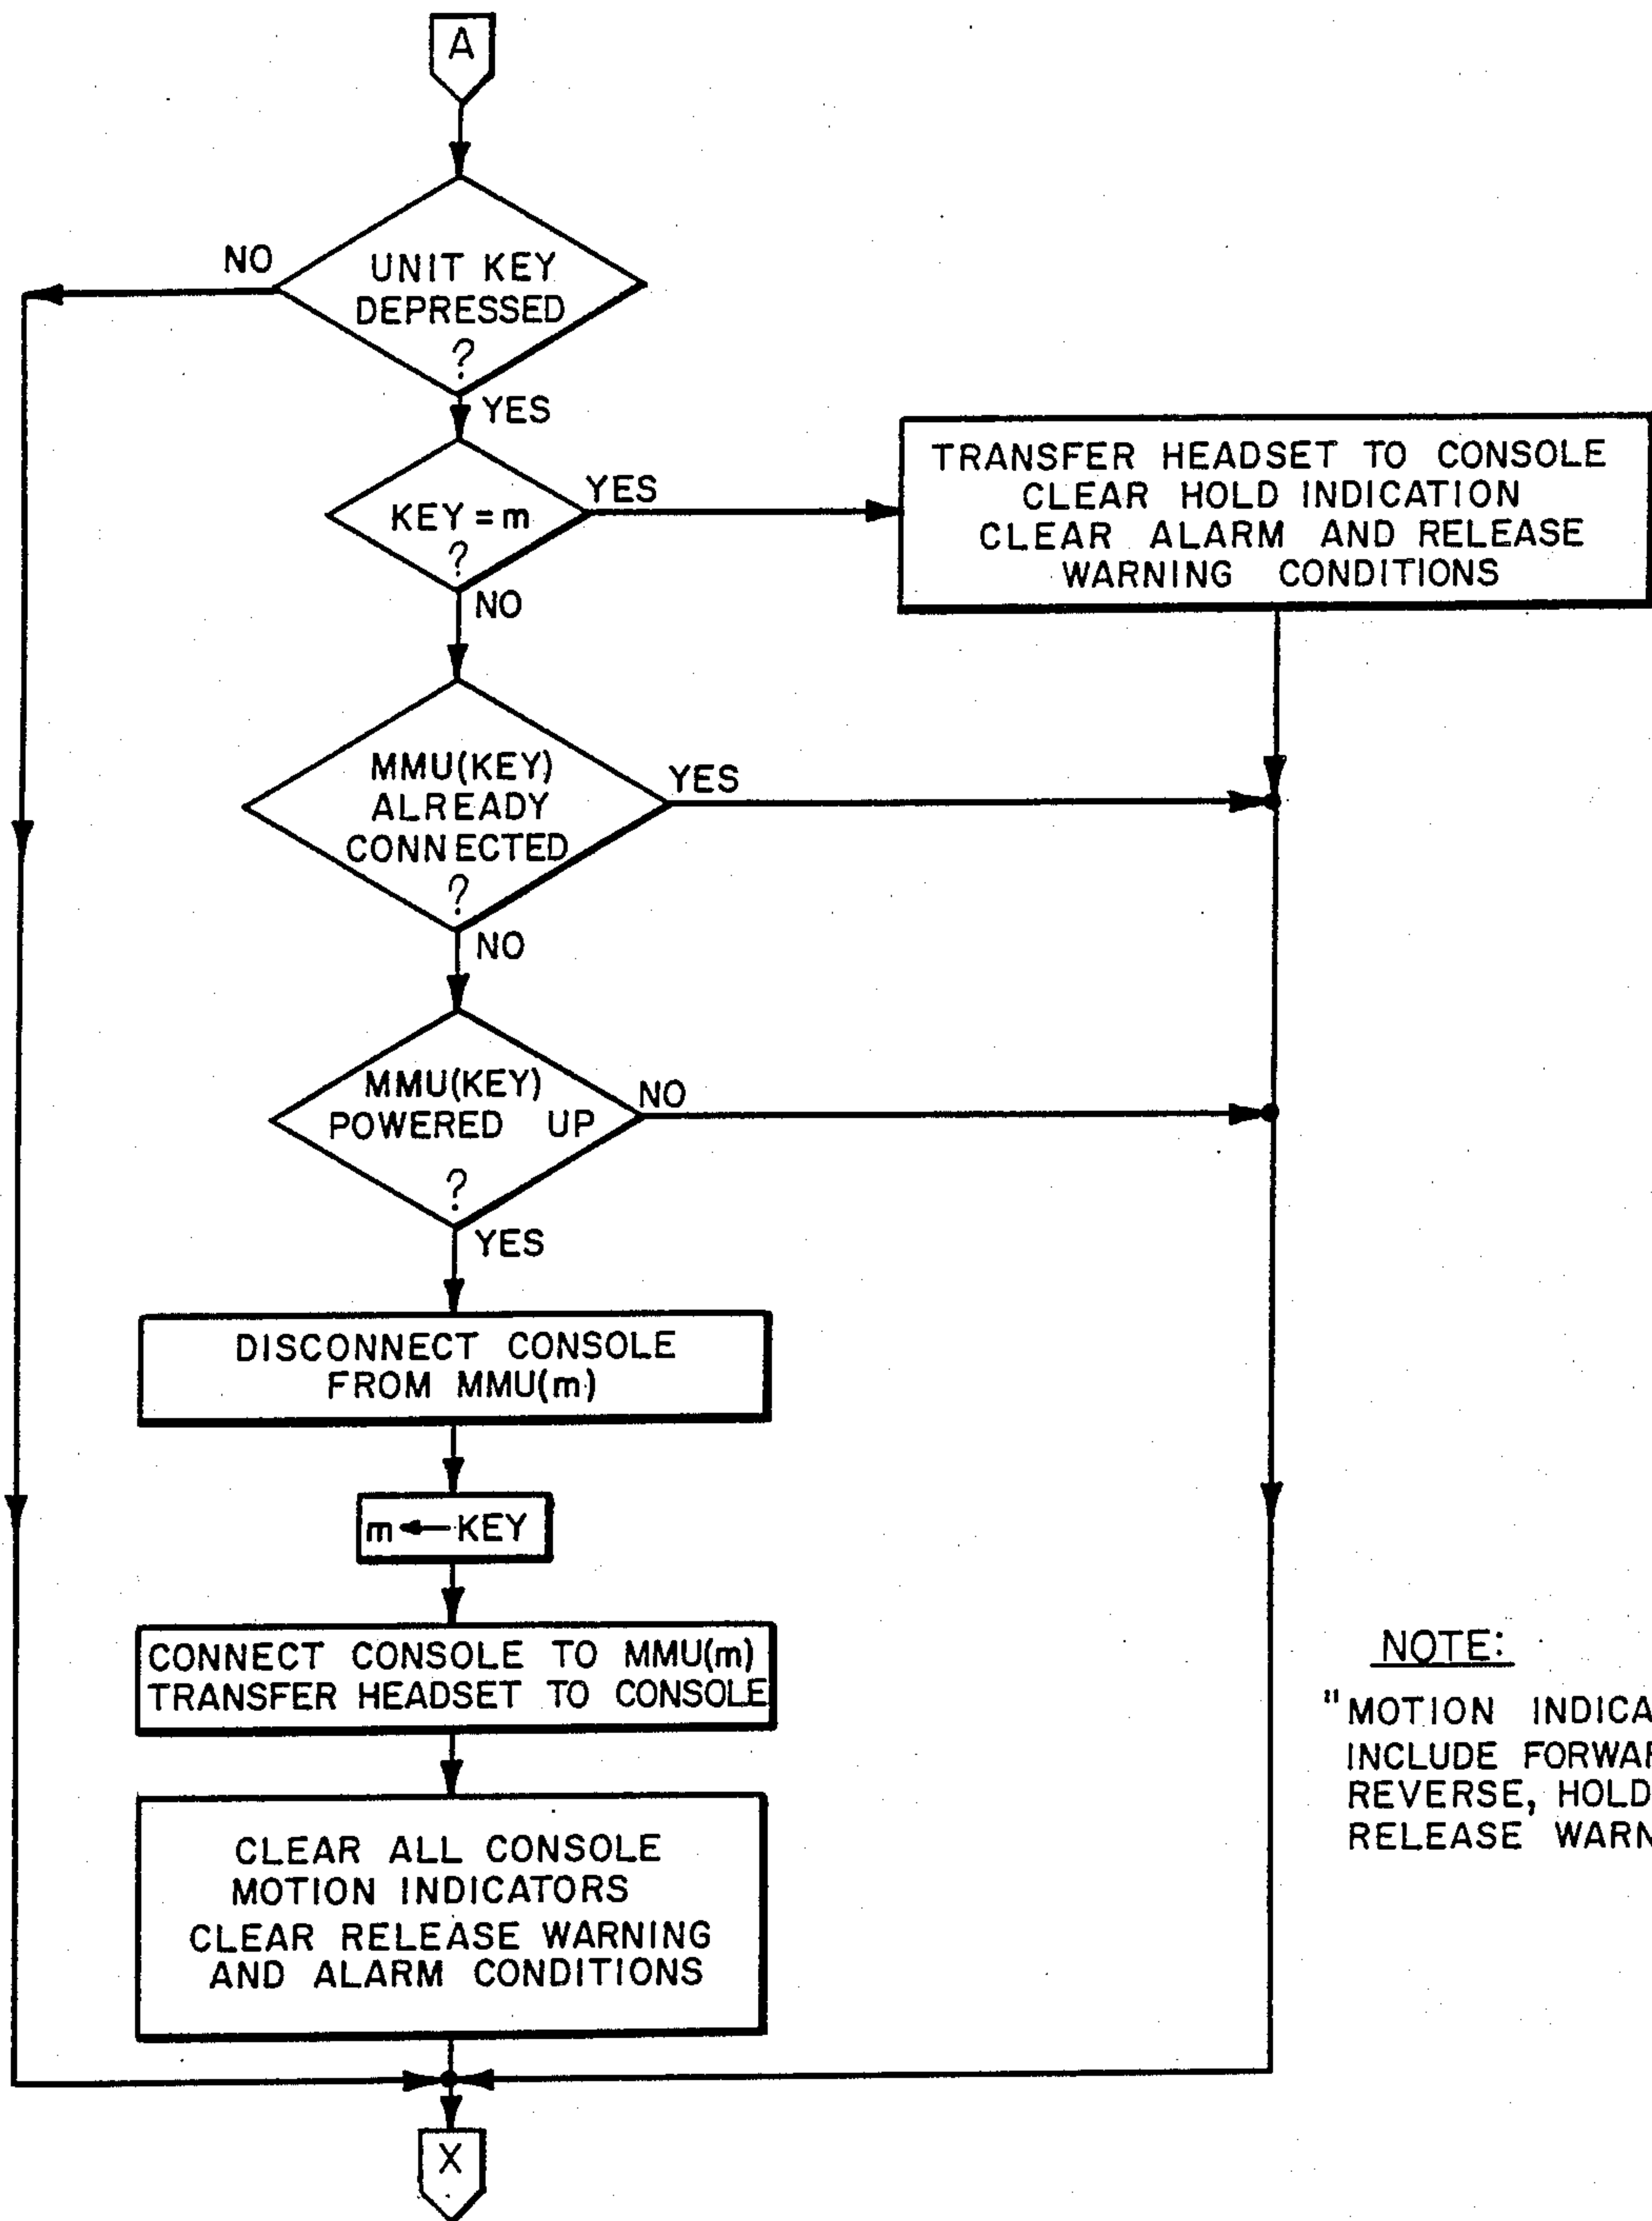 A
UNIT KEY
DEPRESSED
?
NO
YES
KEY = m
?
YES
NO
TRANSFER HEADSET TO CONSOLE
CLEAR HOLD INDICATION
CLEAR ALARM AND RELEASE
WARNING CONDITIONS
MMU(KEY)
ALREADY
CONNECTED
?
YES
NO
MMU(KEY)
POWERED UP
?
NO
YES
DISCONNECT CONSOLE
FROM MMU(m)
m ← KEY
CONNECT CONSOLE TO MMU(m)
TRANSFER HEADSET TO CONSOLE
CLEAR ALL CONSOLE
MOTION INDICATORS
CLEAR RELEASE WARNING
AND ALARM CONDITIONS
X
NOTE:
"MOTION
INCLUDE
REVERSE, HOLD
RELEASE